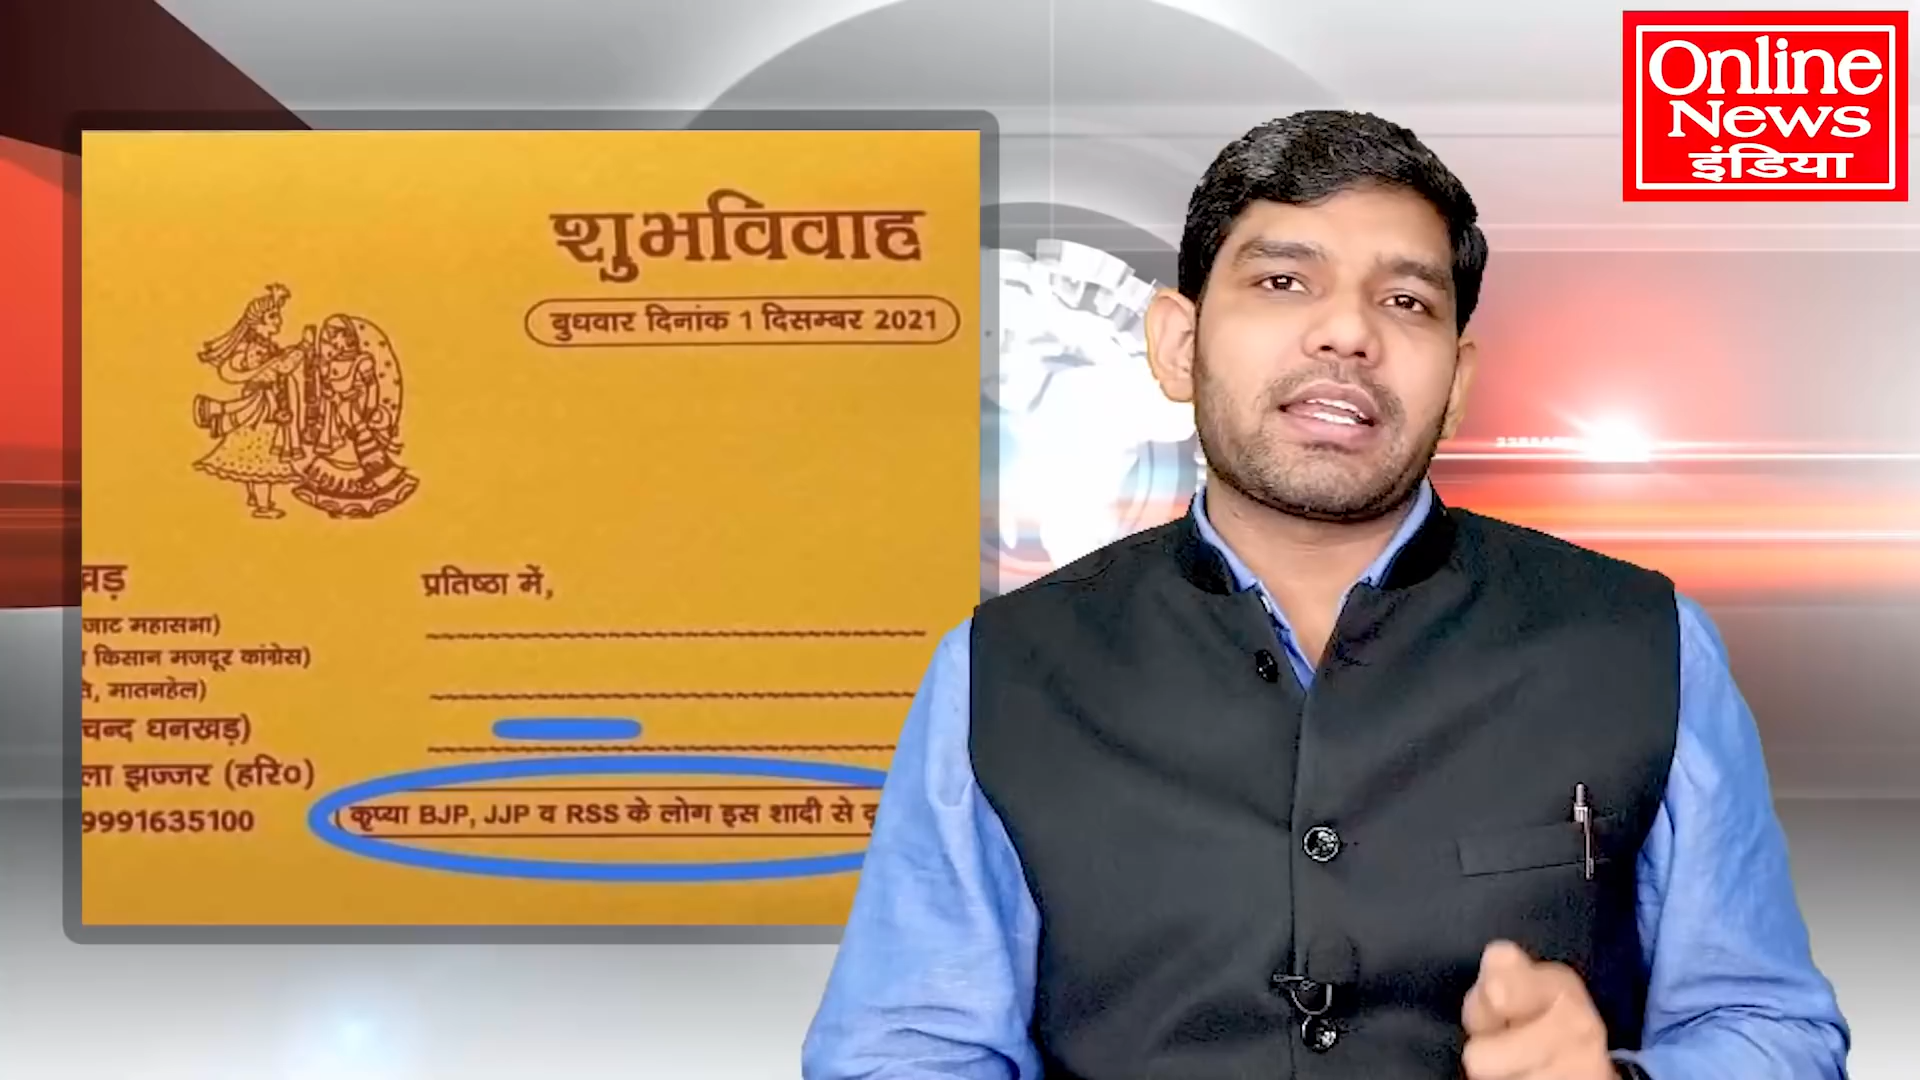 Online
News
इंडिया
शुभविवाह
बुधवार दिनांक 1 दिसम्बर 2021
प्रतिष्ठा में,
जाट महासभा)
किसान मजदूर कांग्रेस)
मातनहेल)
चन्द धनखड़)
ला झज्जर (हरि०)
9991635100
कृप्या BJP, JJP व RSS के लोग इस शादी से